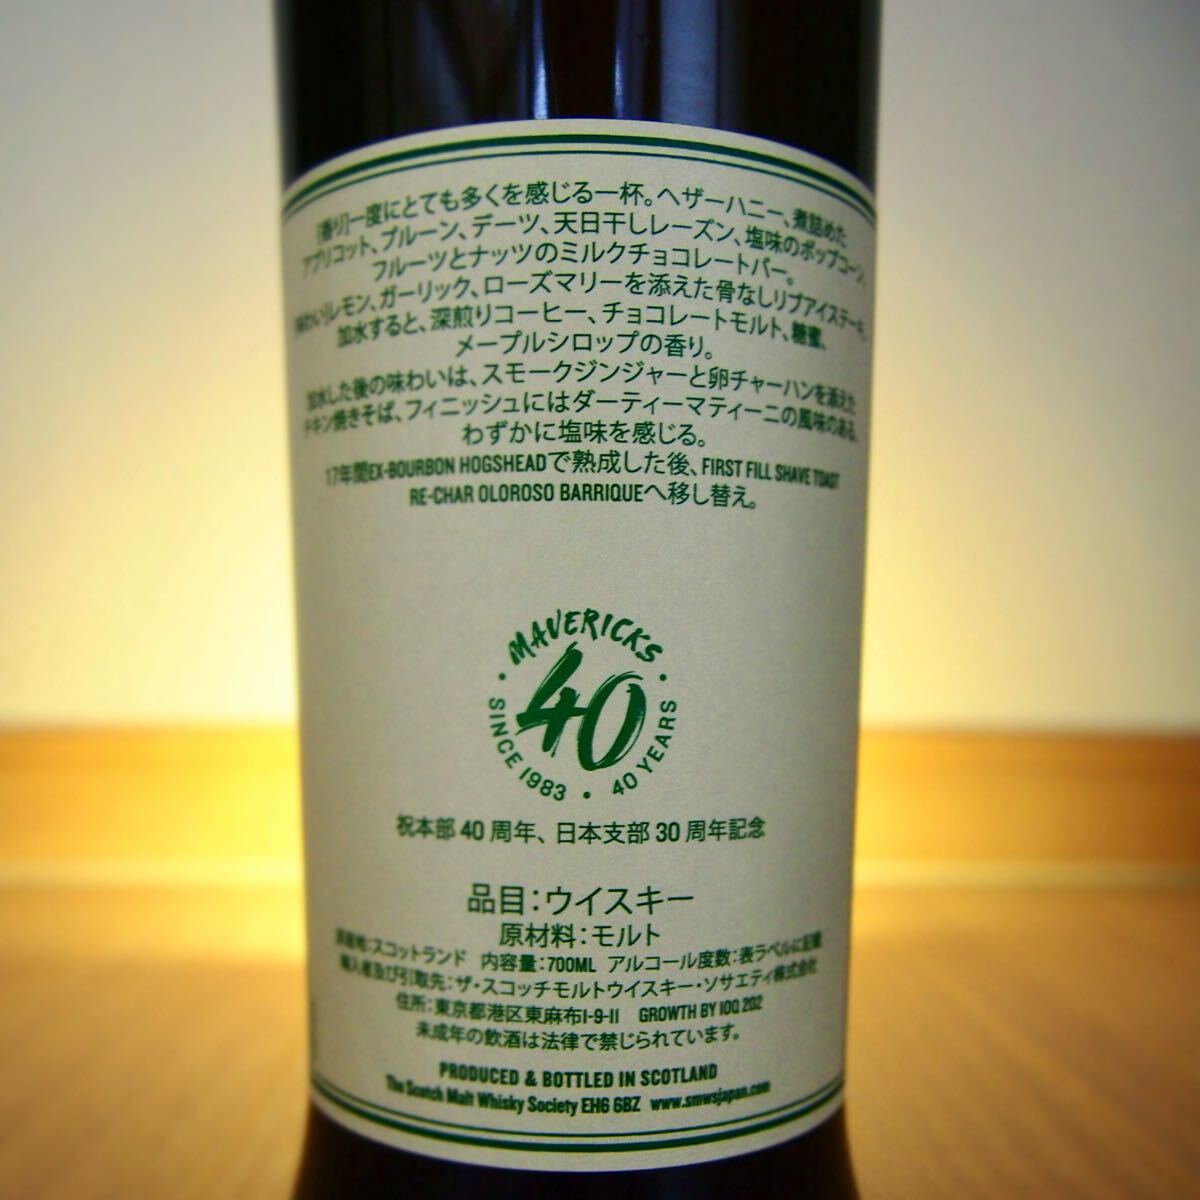 [香り]一度にとても多くを感じる一杯。ヘザーハニー、煮詰めた
アプリコット、プルーン、デーツ、天日干しレーズン、塩味のポップコーン、
フルーツとナッツのミルクチョコレートバー。
[味わい]レモン、ガーリック、ローズマリーを添えた骨なしリブアイステーキ。
加水すると、深煎りコーヒー、チョコレートモルト、糖蜜、
メープルシロップの香り。
加水した後の味わいは、スモークジンジャーと卵チャーハンを添えた
チキン焼きそば、フィニッシュにはダーティーマティーニの風味のある、
わずかに塩味を感じる。
17年間EX-BOURBON HOGSHEADで熟成した後、FIRST FILL SHAVE TOAST
RE-CHAR OLOROSO BARRIQUEへ移し替え。
MAVERICKS
40
SINCE 1983 • 40 YEARS
祝本部 40 周年、日本支部 30 周年記念
品目：ウイスキー
原材料：モルト
原産地：スコットランド 内容量：700ML アルコール度数：表ラベルに記載
輸入者及び引取先：ザ・スコッチモルトウイスキー・ソサエティ株式会社
住所：東京都港区東麻布1-9-11 GROWTH BY IOQ 202
未成年の飲酒は法律で禁じられています。
PRODUCED & BOTTLED IN SCOTLAND
The Scotch Malt Whisky Society EH6 6BZ www.smwsjapan.com